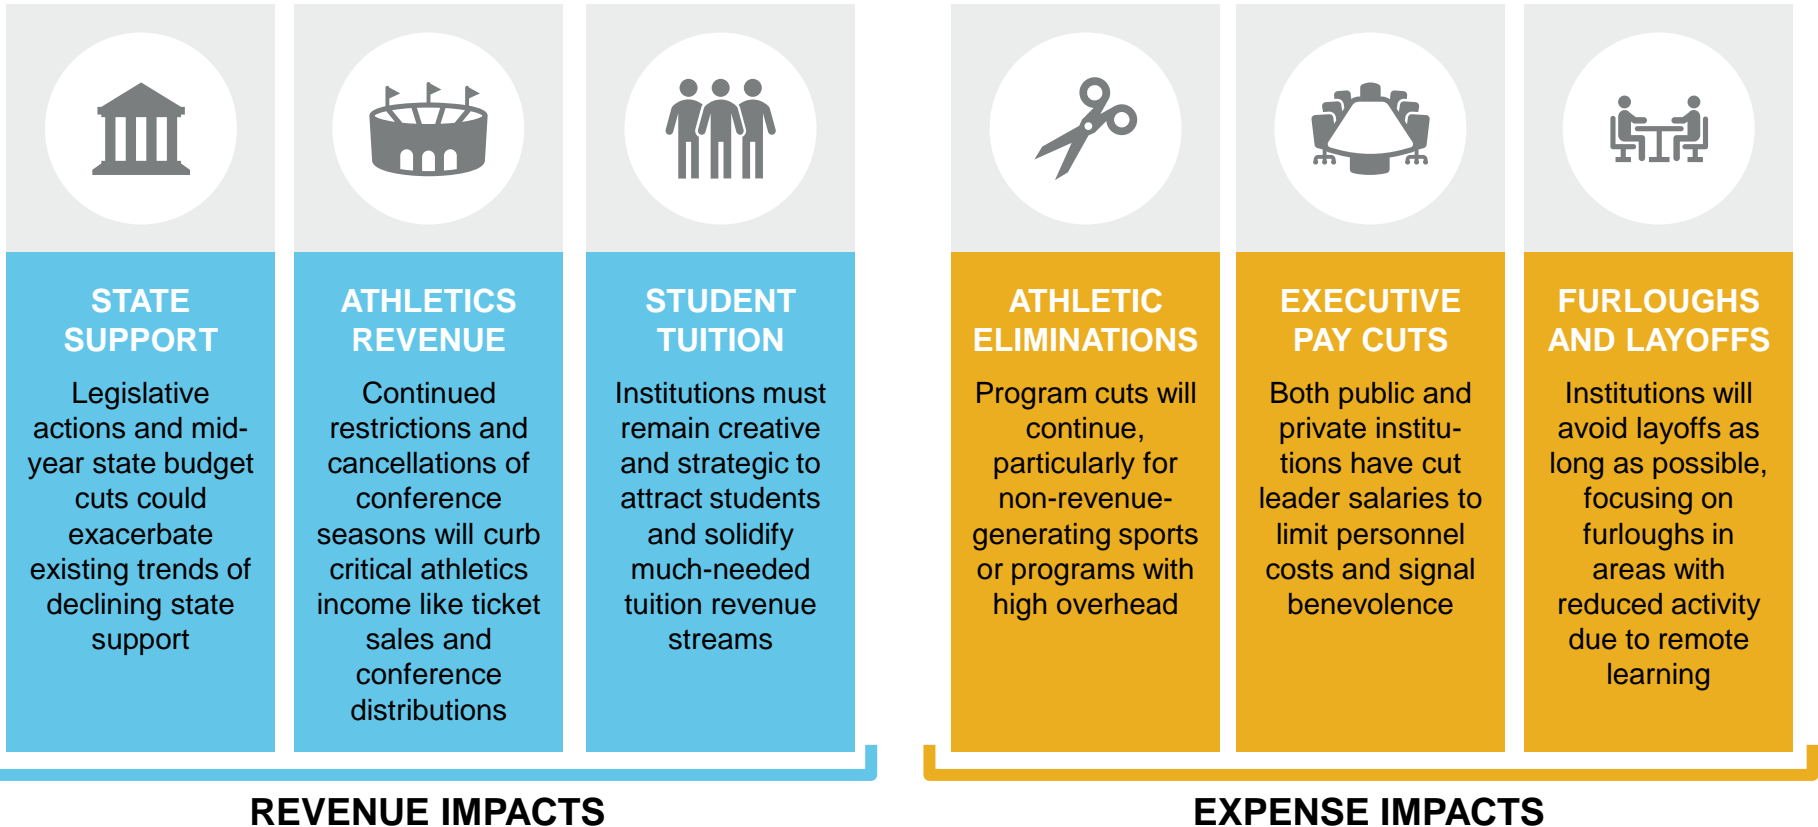 STATE
SUPPORT
Legislative
actions and mid-
year state budget
cuts could
exacerbate
existing trends of
declining state
support
ATHLETICS
REVENUE
Continued
restrictions and
cancellations of
conference
seasons will curb
critical athletics
income like ticket
sales and
conference
distributions
STUDENT
TUITION
Institutions must
remain creative
and strategic to
attract students
and solidify
much-needed
tuition revenue
streams
REVENUE IMPACTS
ATHLETIC
ELIMINATIONS
Program cuts will
continue,
particularly for
non-revenue-
generating sports
or programs with
high overhead
EXECUTIVE
PAY CUTS
Both public and
private institu-
tions have cut
leader salaries to
limit personnel
costs and signal
benevolence
FURLOUGHS
AND LAYOFFS
Institutions will
avoid layoffs as
long as possible,
focusing on
furloughs in
areas with
reduced activity
due to remote
learning
EXPENSE IMPACTS